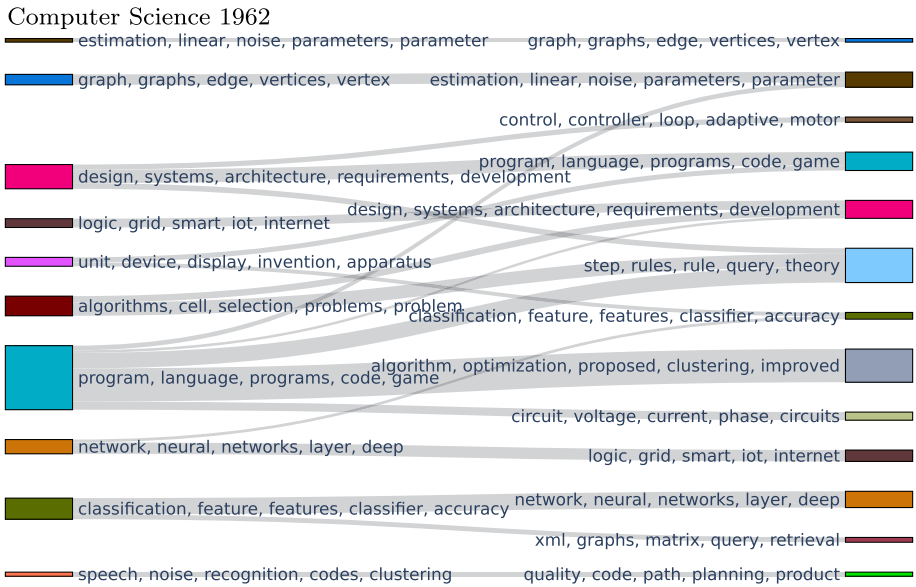 Computer Science 1962
estimation, linear, noise, parameters, parameter
graph, graphs, edge, vertices, vertex
graph, graphs, edge, vertices, vertex
estimation, linear, noise, parameters, parameter
control, controller, loop, adaptive, motor
program, language, programs, code, game
design, systems, architecture, requirements, development
design, systems, architecture, requirements, development
logic, grid, smart, iot, internet
unit, device, display, invention, apparatus
step, rules, rule, query, theory
algorithms, cell, selection, problems, problem
classification, feature, features, classifier, accuracy
algorithm, optimization, proposed, clustering, improved
program, language, programs, code, game
circuit, voltage, current, phase, circuits
network, neural, networks, layer, deep
logic, grid, smart, iot, internet
network, neural, networks, layer, deep
classification, feature, features, classifier, accuracy
xml, graphs, matrix, query, retrieval
speech, noise, recognition, codes, clustering
quality, code, path, planning, product